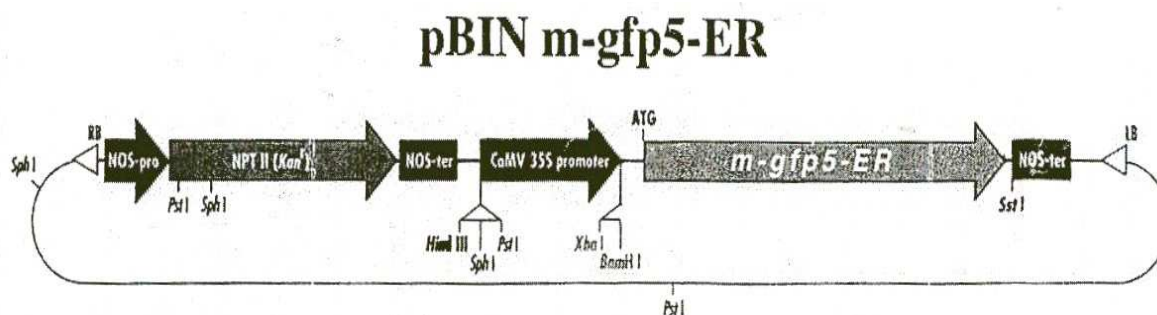 pBIN m-gfp5-ER
RB
NOS-pro
NPT II (Kanʳ)
NOS-ter
CaMV 35S promoter
ATG
m-gfp5-ER
NOS-ter
LB
Sph I
Pst I
Sph I
Hind III
Sph I
Pst I
Xba I
BamH I
Sst I
Pst I